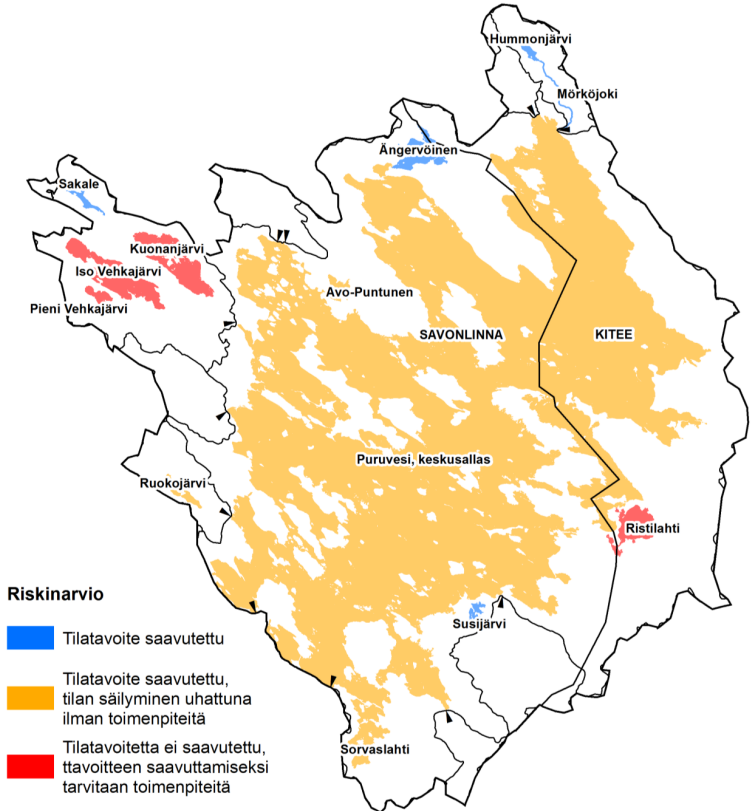 Hummonjärvi
Mörköjoki
Ängervöinen
Sakale
Kuonanjärvi
Iso Vehkajärvi
Pieni Vehkajärvi
Avo-Puntunen
SAVONLINNA
KITEE
Puruvesi, keskusallas
Ruokojärvi
Ristilahti
Susijärvi
Sorvaslahti
Riskinarvio
Tilatavoite saavutettu
Tilatavoite saavutettu,
tilan säilyminen uhattuna
ilman toimenpiteitä
Tilatavoitetta ei saavutettu,
ttavoitteen saavuttamiseksi
tarvitaan toimenpiteitä